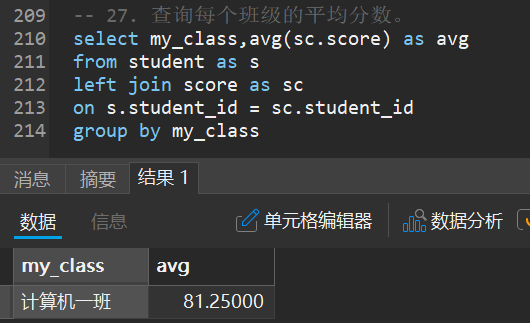 209 -- 27. 查询每个班级的平均分数。
210 select my_class,avg(sc.score) as avg
211 from student as s
212 left join score as sc
213 on s.student_id = sc.student_id
214 group by my_class
消息 摘要 结果 1
数据 信息 单元格编辑器 数据分析
my_class avg
计算机一班 81.25000